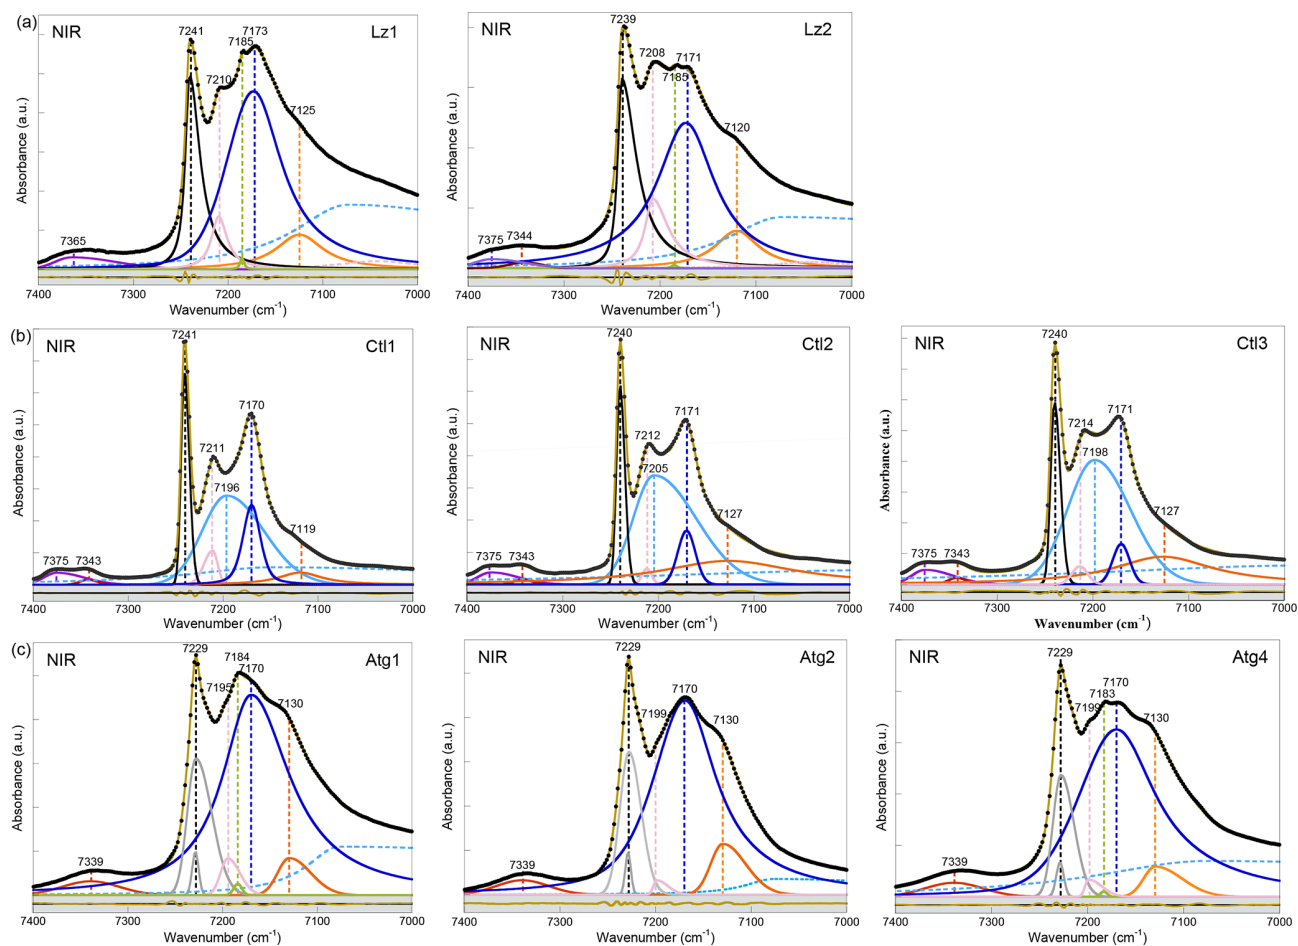 (a)
NIR
Lz1
7241
7185
7173
7210
7125
7365
Absorbance (a.u.)
7400
7300
7200
7100
7000
Wavenumber (cm-1)
NIR
Lz2
7239
7208
7171
7185
7120
7375
7344
Absorbance (a.u.)
7400
7300
7200
7100
7000
Wavenumber (cm-1)
(b)
NIR
Ctl1
7241
7170
7211
7196
7119
7375
7343
Absorbance (a.u.)
7400
7300
7200
7100
7000
Wavenumber (cm-1)
NIR
Ctl2
7240
7171
7212
7205
7127
7375
7343
Absorbance (a.u.)
7400
7300
7200
7100
7000
Wavenumber (cm-1)
NIR
Ctl3
7240
7171
7214
7198
7127
7375
7343
Absorbance (a.u.)
7400
7300
7200
7100
7000
Wavenumber (cm-1)
(c)
NIR
Atg1
7229
7184
7170
7195
7130
7339
Absorbance (a.u.)
7400
7300
7200
7100
7000
Wavenumber (cm-1)
NIR
Atg2
7229
7170
7199
7130
7339
Absorbance (a.u.)
7400
7300
7200
7100
7000
Wavenumber (cm-1)
NIR
Atg4
7229
7170
7183
7199
7130
7339
Absorbance (a.u.)
7400
7300
7200
7100
7000
Wavenumber (cm-1)